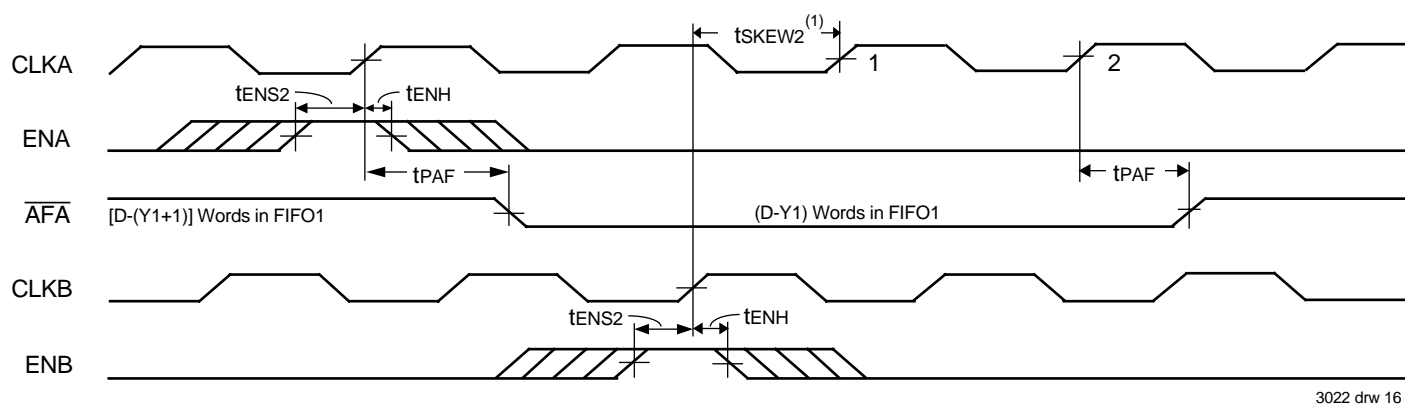 tSKEW2(1)
CLKA
1
2
tENS2
tENH
ENA
tPAF
tPAF
AFA
[D-(Y1+1)] Words in FIFO1
(D-Y1) Words in FIFO1
CLKB
tENS2
tENH
ENB
3022 drw 16